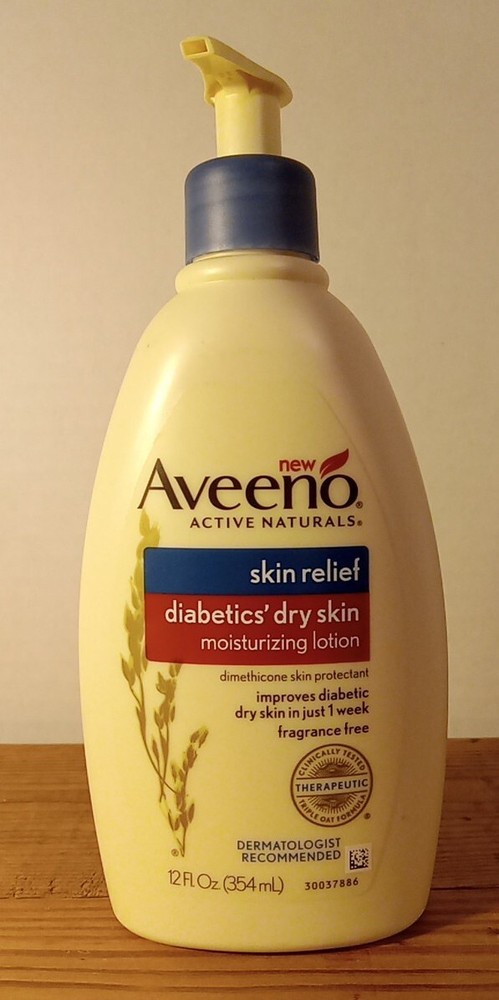 new
Aveeno®
ACTIVE NATURALS®
skin relief
diabetics' dry skin
moisturizing lotion
dimethicone skin protectant
improves diabetic
dry skin in just 1 week
fragrance free
CLINICALLY TESTED
THERAPEUTIC
TRIPLE OAT FORMULA
®
DERMATOLOGIST
RECOMMENDED
®
12 Fl. Oz. (354 mL) 30037886